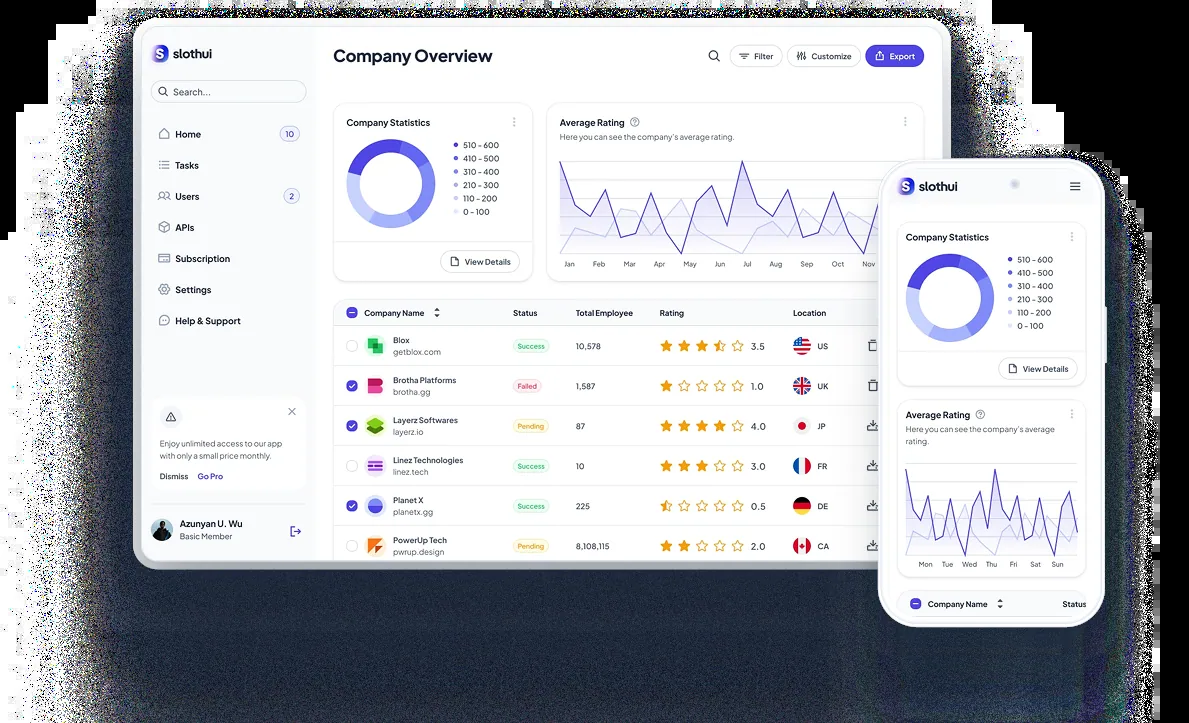 slothui
Search...
Home 10
Tasks
Users 2
APIs
Subscription
Settings
Help & Support
Enjoy unlimited access to our app
with only a small price monthly.
Dismiss Go Pro
Azunyan U. Wu
Basic Member
Company Overview
Filter Customize Export
Company Statistics
510 - 600
410 - 500
310 - 400
210 - 300
110 - 200
0 - 100
View Details
Average Rating
Here you can see the company's average rating.
Jan Feb Mar Apr May Jun Jul Aug Sep Oct Nov
Company Name Status Total Employee Rating Location
Blox
getblox.com
Success 10,578 3.5 US
Brotha Platforms
brotha.gg
Failed 1,587 1.0 UK
Layerz Softwares
layerz.io
Pending 87 4.0 JP
Linez Technologies
linez.tech
Success 10 3.0 FR
Planet X
planetx.gg
Success 225 0.5 DE
PowerUp Tech
pwrup.design
Pending 8,108,115 2.0 CA
slothui
Company Statistics
510 - 600
410 - 500
310 - 400
210 - 300
110 - 200
0 - 100
View Details
Average Rating
Here you can see the company's average
rating.
Mon Tue Wed Thu Fri Sat Sun
Company Name Status